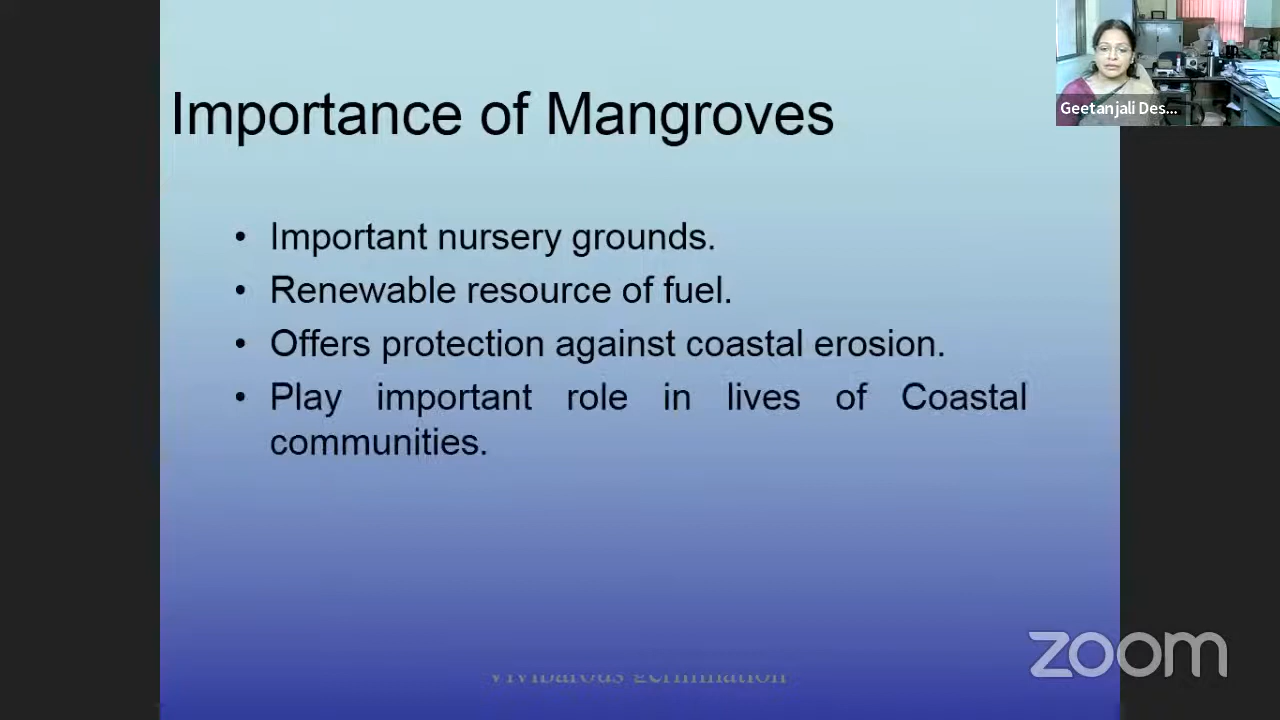 Importance of Mangroves
Geetanjali Des...
• Important nursery grounds.
• Renewable resource of fuel.
• Offers protection against coastal erosion.
• Play important role in lives of Coastal
communities.
zoom